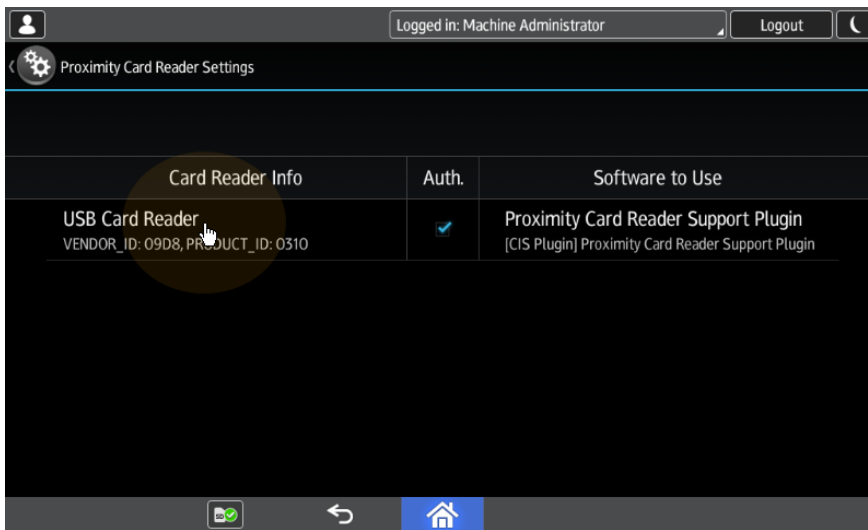 Logged in: Machine Administrator
Logout
Proximity Card Reader Settings
Card Reader Info
Auth.
Software to Use
USB Card Reader
Proximity Card Reader Support Plugin
VENDOR_ID: 09D8, PRODUCT_ID: 0310
[CIS Plugin] Proximity Card Reader Support Plugin
SD